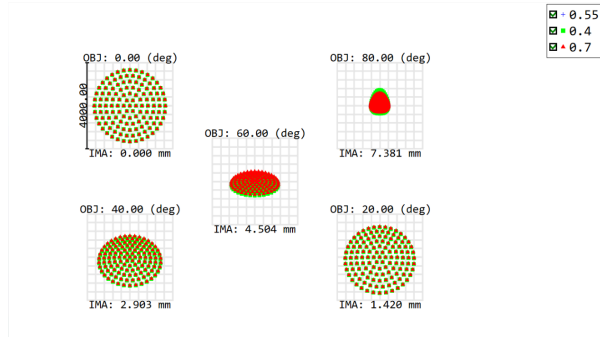 + 0.55
0.4
0.7
OBJ: 0.00 (deg)
4000.00
IMA: 0.000 mm
OBJ: 80.00 (deg)
IMA: 7.381 mm
OBJ: 60.00 (deg)
IMA: 4.504 mm
OBJ: 40.00 (deg)
IMA: 2.903 mm
OBJ: 20.00 (deg)
IMA: 1.420 mm